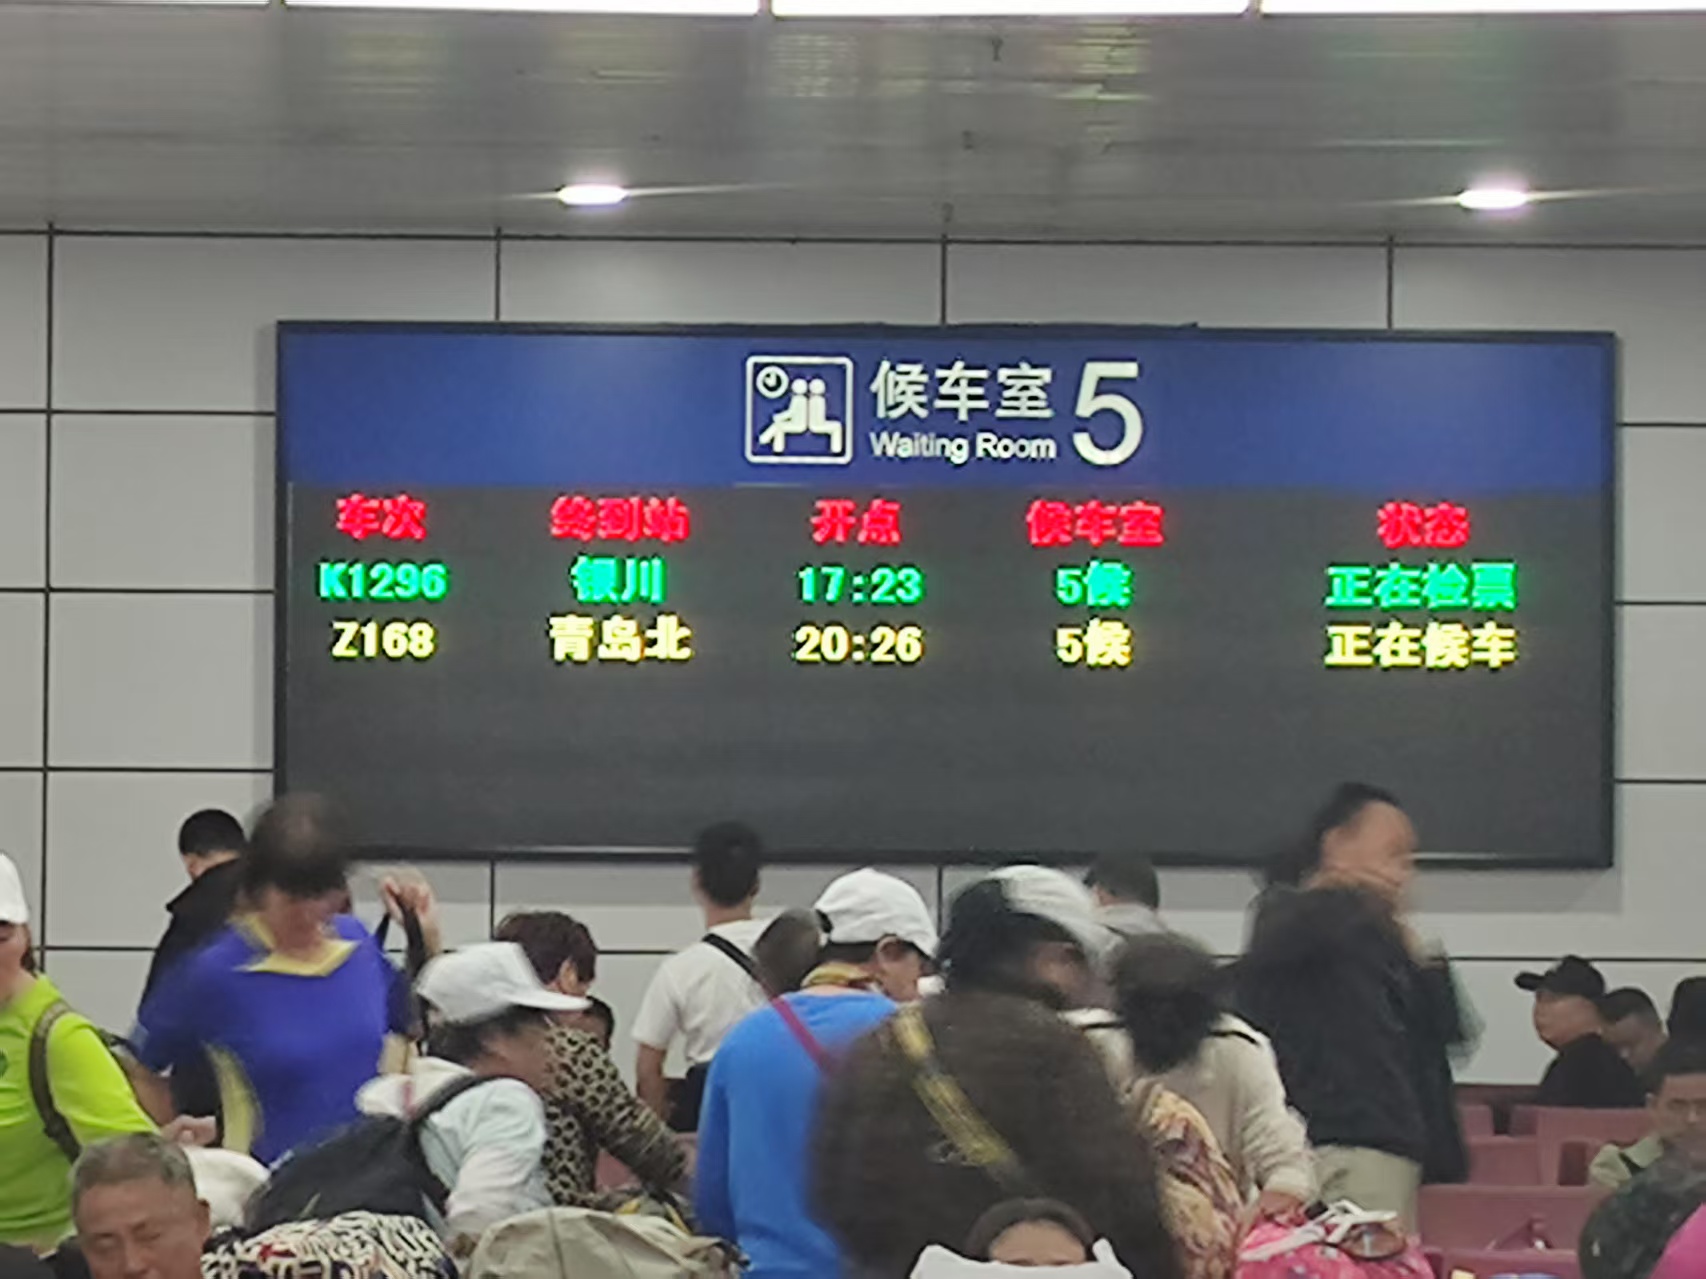 候车室 5
Waiting Room
车次 终到站 开点 候车室 状态
K1296 银川 17:23 5候 正在检票
Z168 青岛北 20:26 5候 正在候车